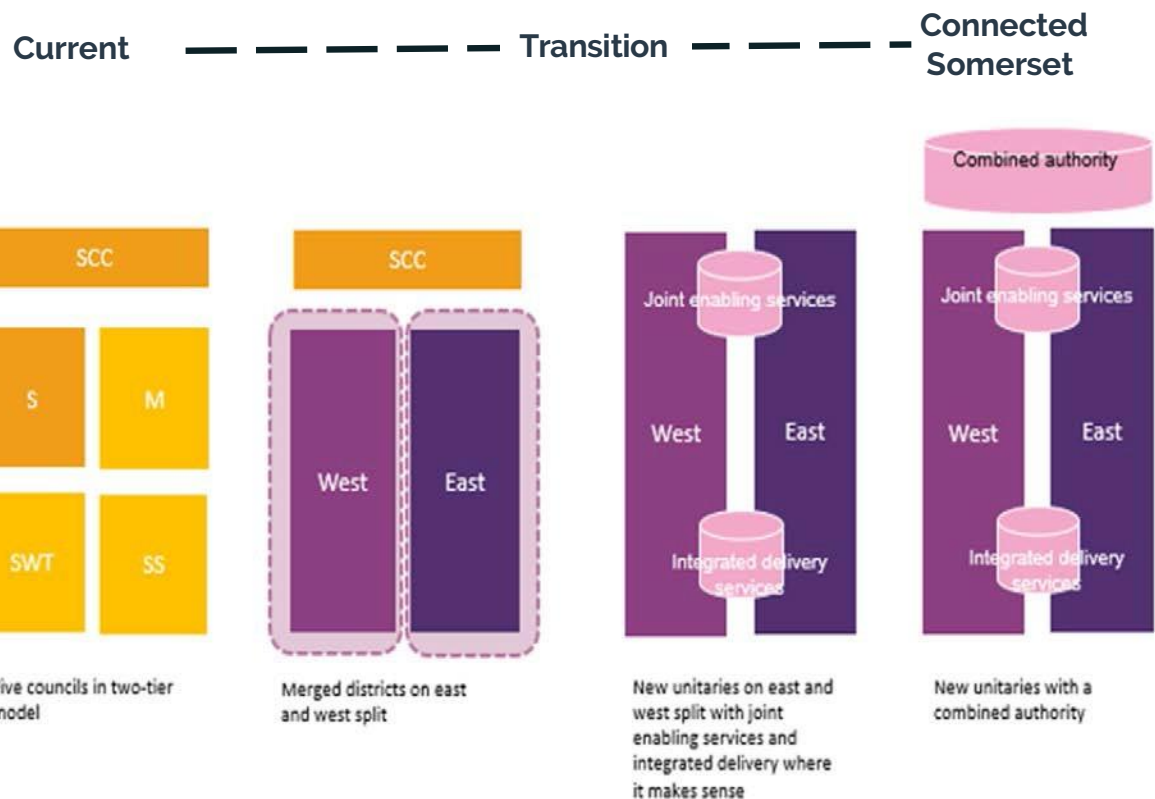 Current
Transition
Connected
Somerset
SCC
S
M
SWT
SS
ive councils in two-tier
nodel
SCC
West
East
Merged districts on east
and west split
Joint enabling services
West
East
Integrated delivery
services
New unitaries on east and
west split with joint
enabling services and
integrated delivery where
it makes sense
Combined authority
Joint enabling services
West
East
Integrated delivery
services
New unitaries with a
combined authority